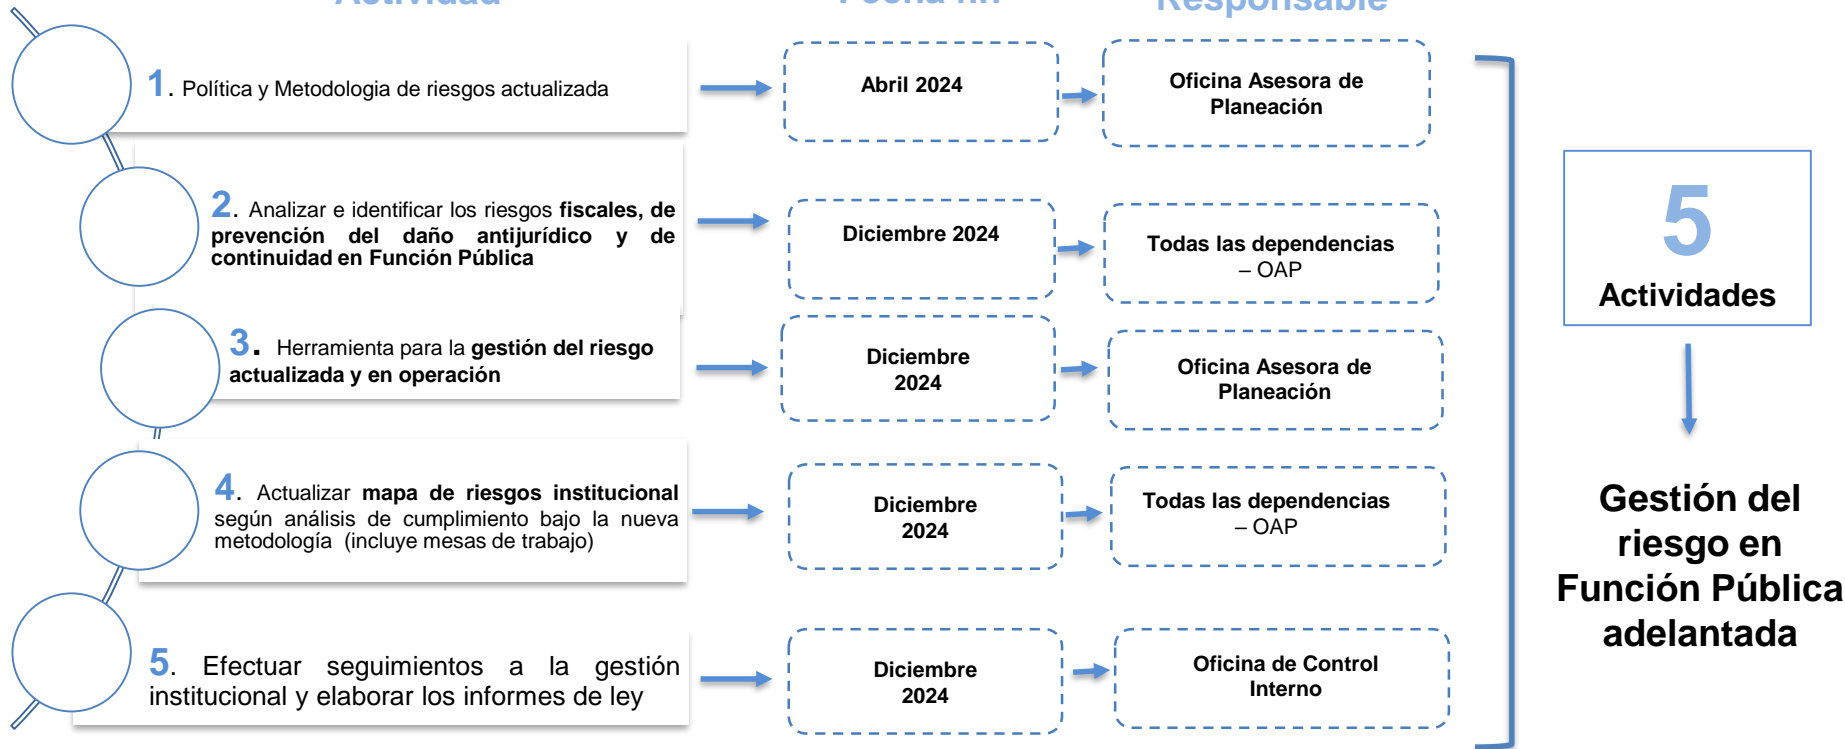 Actividad
Fecha fin
Responsable
1. Política y Metodologia de riesgos actualizada
Abril 2024
Oficina Asesora de
Planeación
2. Analizar e identificar los riesgos fiscales, de
prevención del daño antijurídico y de
continuidad en Función Pública
Diciembre 2024
Todas las dependencias
– OAP
3. Herramienta para la gestión del riesgo
actualizada y en operación
Diciembre
2024
Oficina Asesora de
Planeación
4. Actualizar mapa de riesgos institucional
según análisis de cumplimiento bajo la nueva
metodología (incluye mesas de trabajo)
Diciembre
2024
Todas las dependencias
– OAP
5. Efectuar seguimientos a la gestión
institucional y elaborar los informes de ley
Diciembre
2024
Oficina de Control
Interno
5
Actividades
Gestión del
riesgo en
Función Pública
adelantada